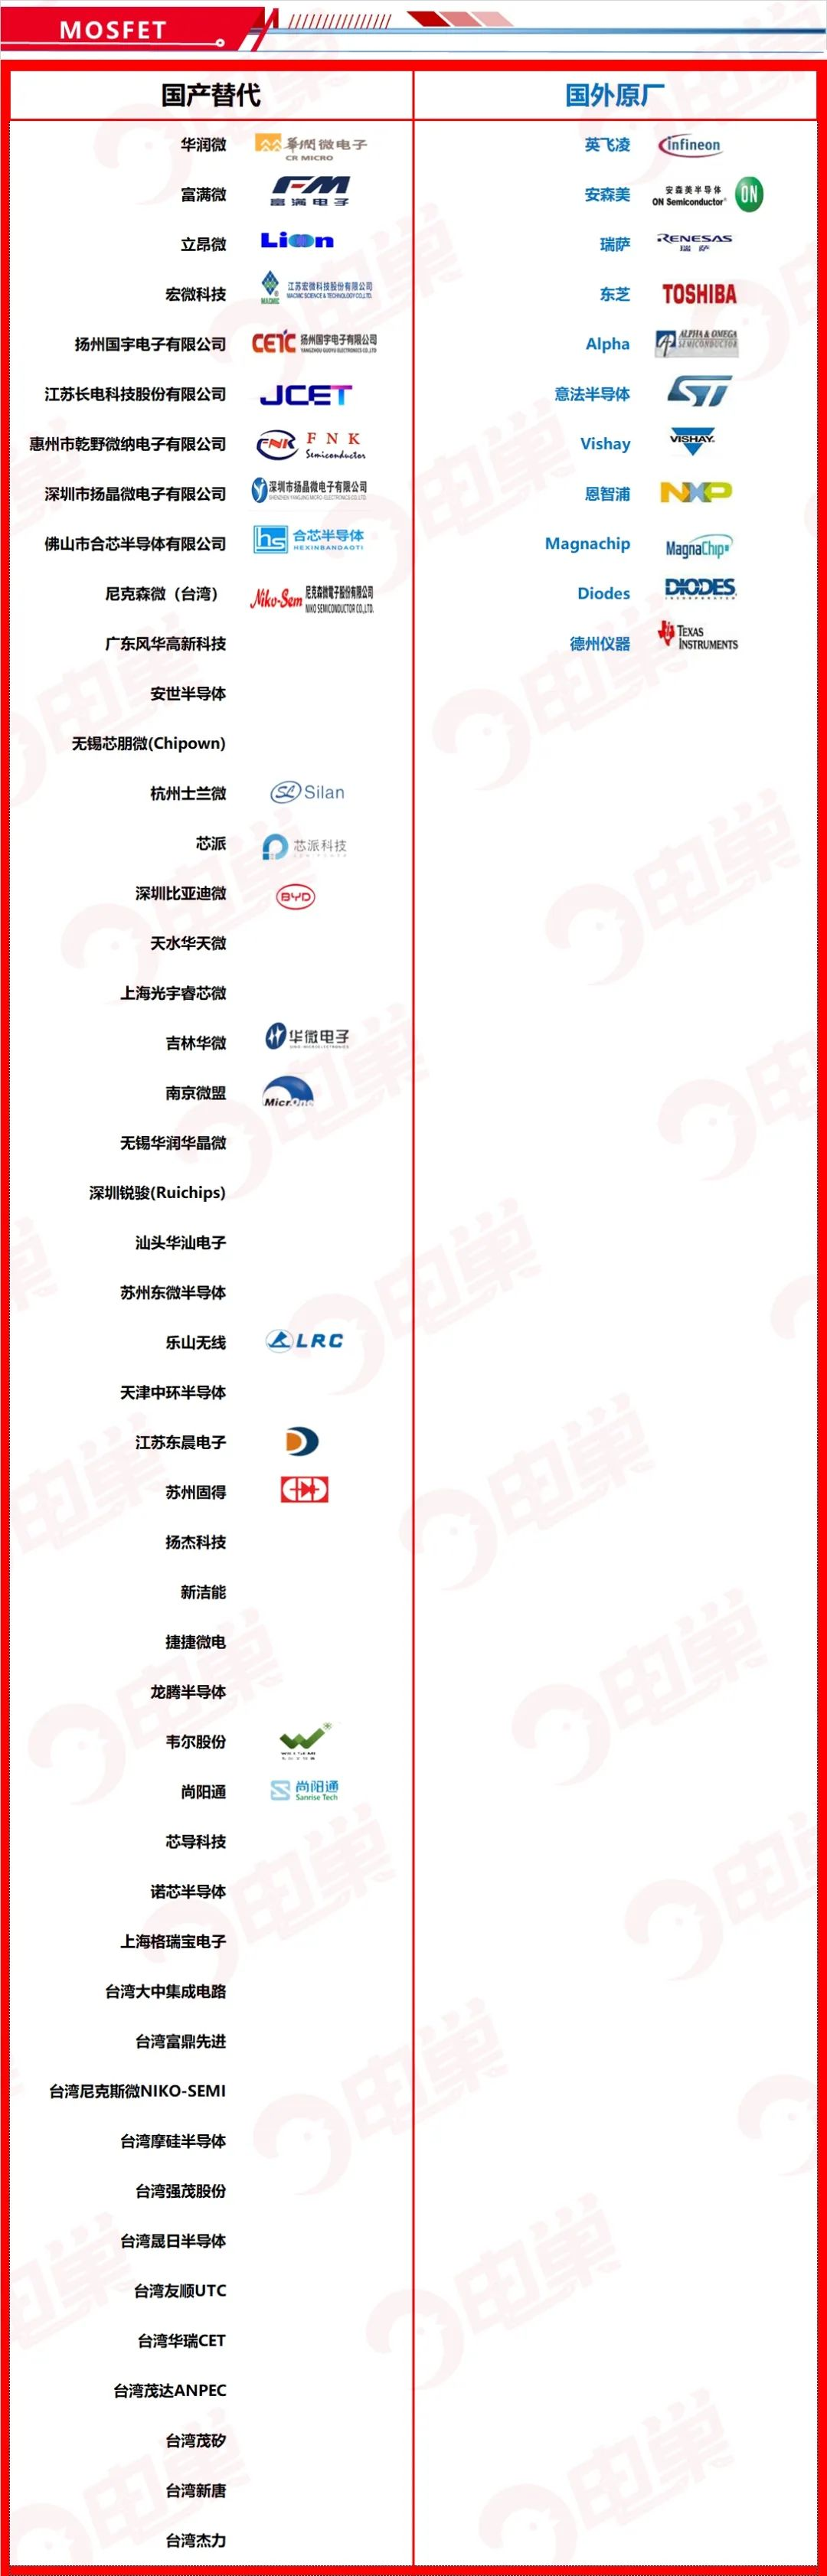 MOSFET
国产替代 国外原厂
华润微 華潤微电子 英飞凌 infineon
CR MICRO
富满微 FM 安森美 安森美半导体 ON
富满电子 ON Semiconductor®
立昂微 Lion 瑞萨 RENESAS
瑞萨
宏微科技 江苏宏微科技股份有限公司 东芝 TOSHIBA
MACMIC MACMIC SCIENCE & TECHNOLOGY CO.,LTD.
扬州国宇电子有限公司 CETC 扬州国宇电子有限公司 Alpha ALPHA & OMEGA
YANGZHOU GUOYU ELECTRONICS CO.,LTD SEMICONDUCTOR
江苏长电科技股份有限公司 JCET 意法半导体 ST
惠州市乾野微纳电子有限公司 FNK FNK Vishay VISHAY.
Semiconductor
深圳市扬晶微电子有限公司 深圳市扬晶微电子有限公司 恩智浦 NXP
SHENZHEN YANGJING MICRO-ELECTRONICS CO.,LTD
佛山市合芯半导体有限公司 hs 合芯半导体 Magnachip MagnaChip
HEXINBANDAOTI
尼克森微（台湾） Niko-Sem 尼克森微電子股份有限公司 Diodes DIODES
NIKO SEMICONDUCTOR CO.,LTD. INCORPORATED
广东风华高新科技 德州仪器 TEXAS
INSTRUMENTS
安世半导体
无锡芯朋微(Chipown)
杭州士兰微 SL Silan
芯派 芯派科技
深圳比亚迪微 BYD
天水华天微
上海光宇睿芯微
吉林华微 华微电子
南京微盟 MicrOne
无锡华润华晶微
深圳锐骏(Ruichips)
汕头华汕电子
苏州东微半导体
乐山无线 LRC
天津中环半导体
江苏东晨电子
苏州固得
扬杰科技
新洁能
捷捷微电
龙腾半导体
韦尔股份
尚阳通 尚阳通
Sanrise Tech
芯导科技
诺芯半导体
上海格瑞宝电子
台湾大中集成电路
台湾富鼎先进
台湾尼克斯微NIKO-SEMI
台湾摩硅半导体
台湾强茂股份
台湾晟日半导体
台湾友顺UTC
台湾华瑞CET
台湾茂达ANPEC
台湾茂矽
台湾新唐
台湾杰力